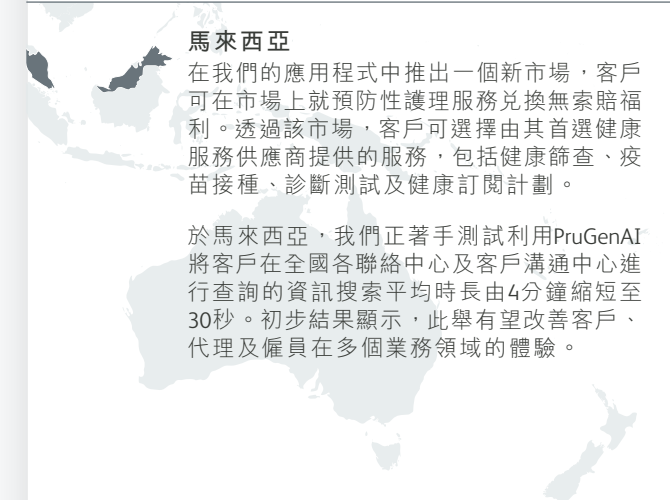 馬來西亞
在我們的應用程式中推出一個新市場，客戶
可在市場上就預防性護理服務兌換無索賠福
利。透過該市場，客戶可選擇由其首選健康
服務供應商提供的服務，包括健康篩查、疫
苗接種、診斷測試及健康訂閱計劃。
於馬來西亞，我們正著手測試利用PruGenAI
將客戶在全國各聯絡中心及客戶溝通中心進
行查詢的資訊搜索平均時長由4分鐘縮短至
30秒。初步結果顯示，此舉有望改善客戶、
代理及僱員在多個業務領域的體驗。